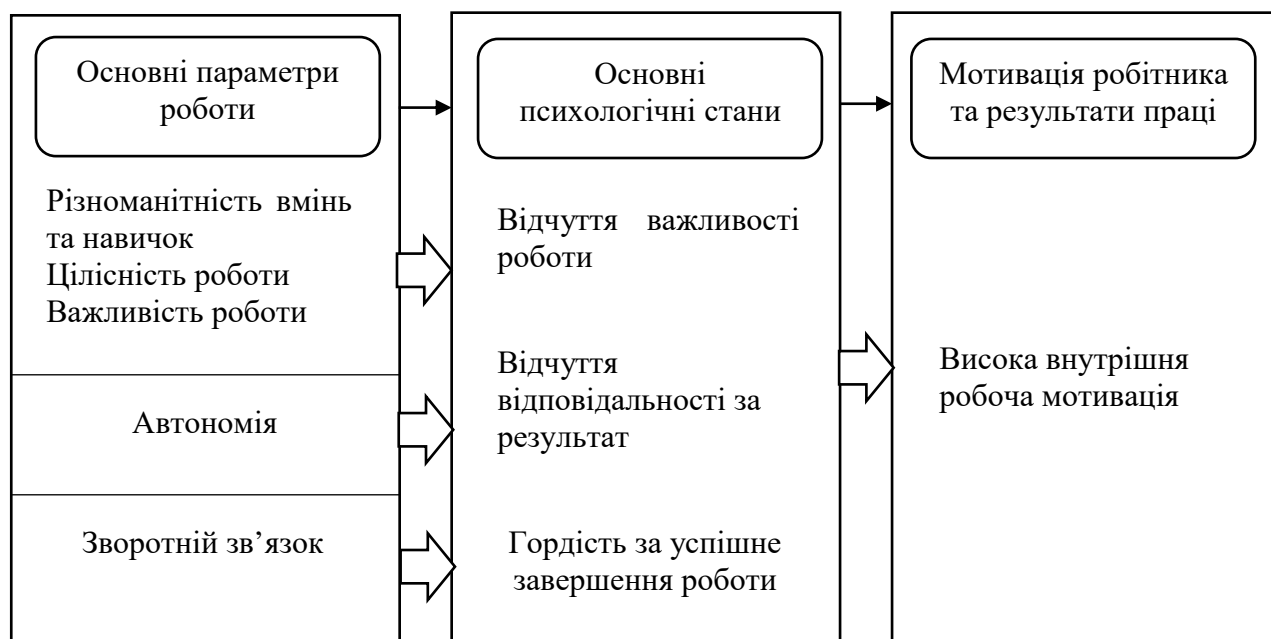 Основні параметри
роботи
Різноманітність вмінь
та навичок
Цілісність роботи
Важливість роботи
Автономія
Зворотній зв’язок
Основні
психологічні стани
Відчуття важливості
роботи
Відчуття
відповідальності за
результат
Гордість за успішне
завершення роботи
Мотивація робітника
та результати праці
Висока внутрішня
робоча мотивація